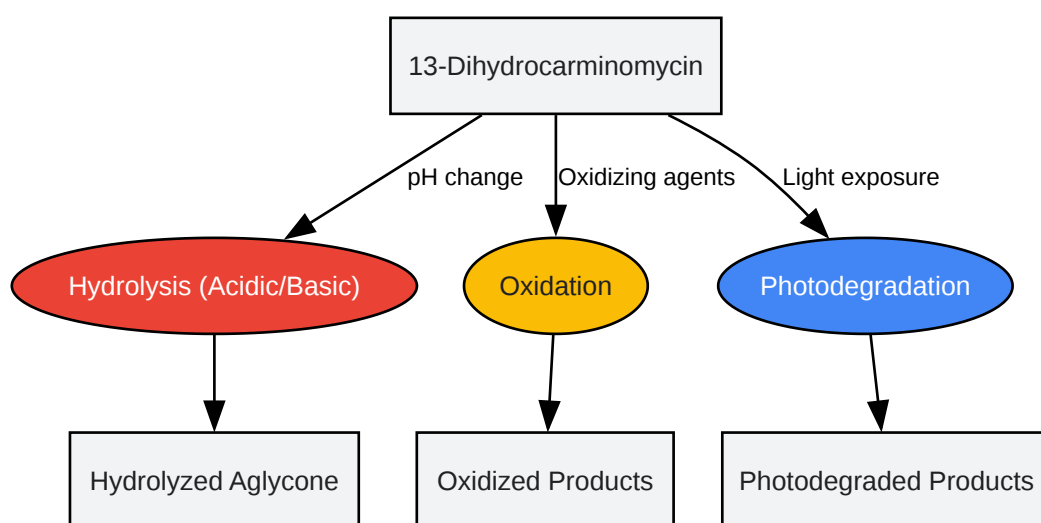 13-Dihydrocarminomycin
pH change
Oxidizing agents
Light exposure
Hydrolysis (Acidic/Basic)
Oxidation
Photodegradation
Hydrolyzed Aglycone
Oxidized Products
Photodegraded Products